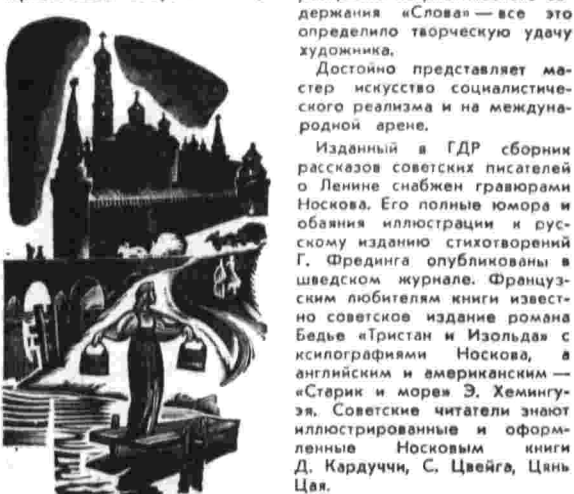 держания «Слова» — все это
определило творческую удачу
художника.
Достойно представляет ма-
стер искусство социалистиче-
ского реализма и на междуна-
родной арене.
Изданный в ГДР сборник
рассказов советских писателей
о Ленине снабжен гравюрами
Носкова. Его полные юмора и
обаяния иллюстрации к рус-
скому изданию стихотворений
Г. Фрединга опубликованы в
шведском журнале. Француз-
ским любителям книги извест-
но советское издание романа
Бедье «Тристан и Изольда» с
ксилографиями Носкова, а
английским и американским —
«Старик и море» Э. Хемингу-
эя. Советские читатели знают
иллюстрированные и оформ-
ленные Носковым книги
Д. Кардуччи, С. Цвейга, Цянь
Цая.